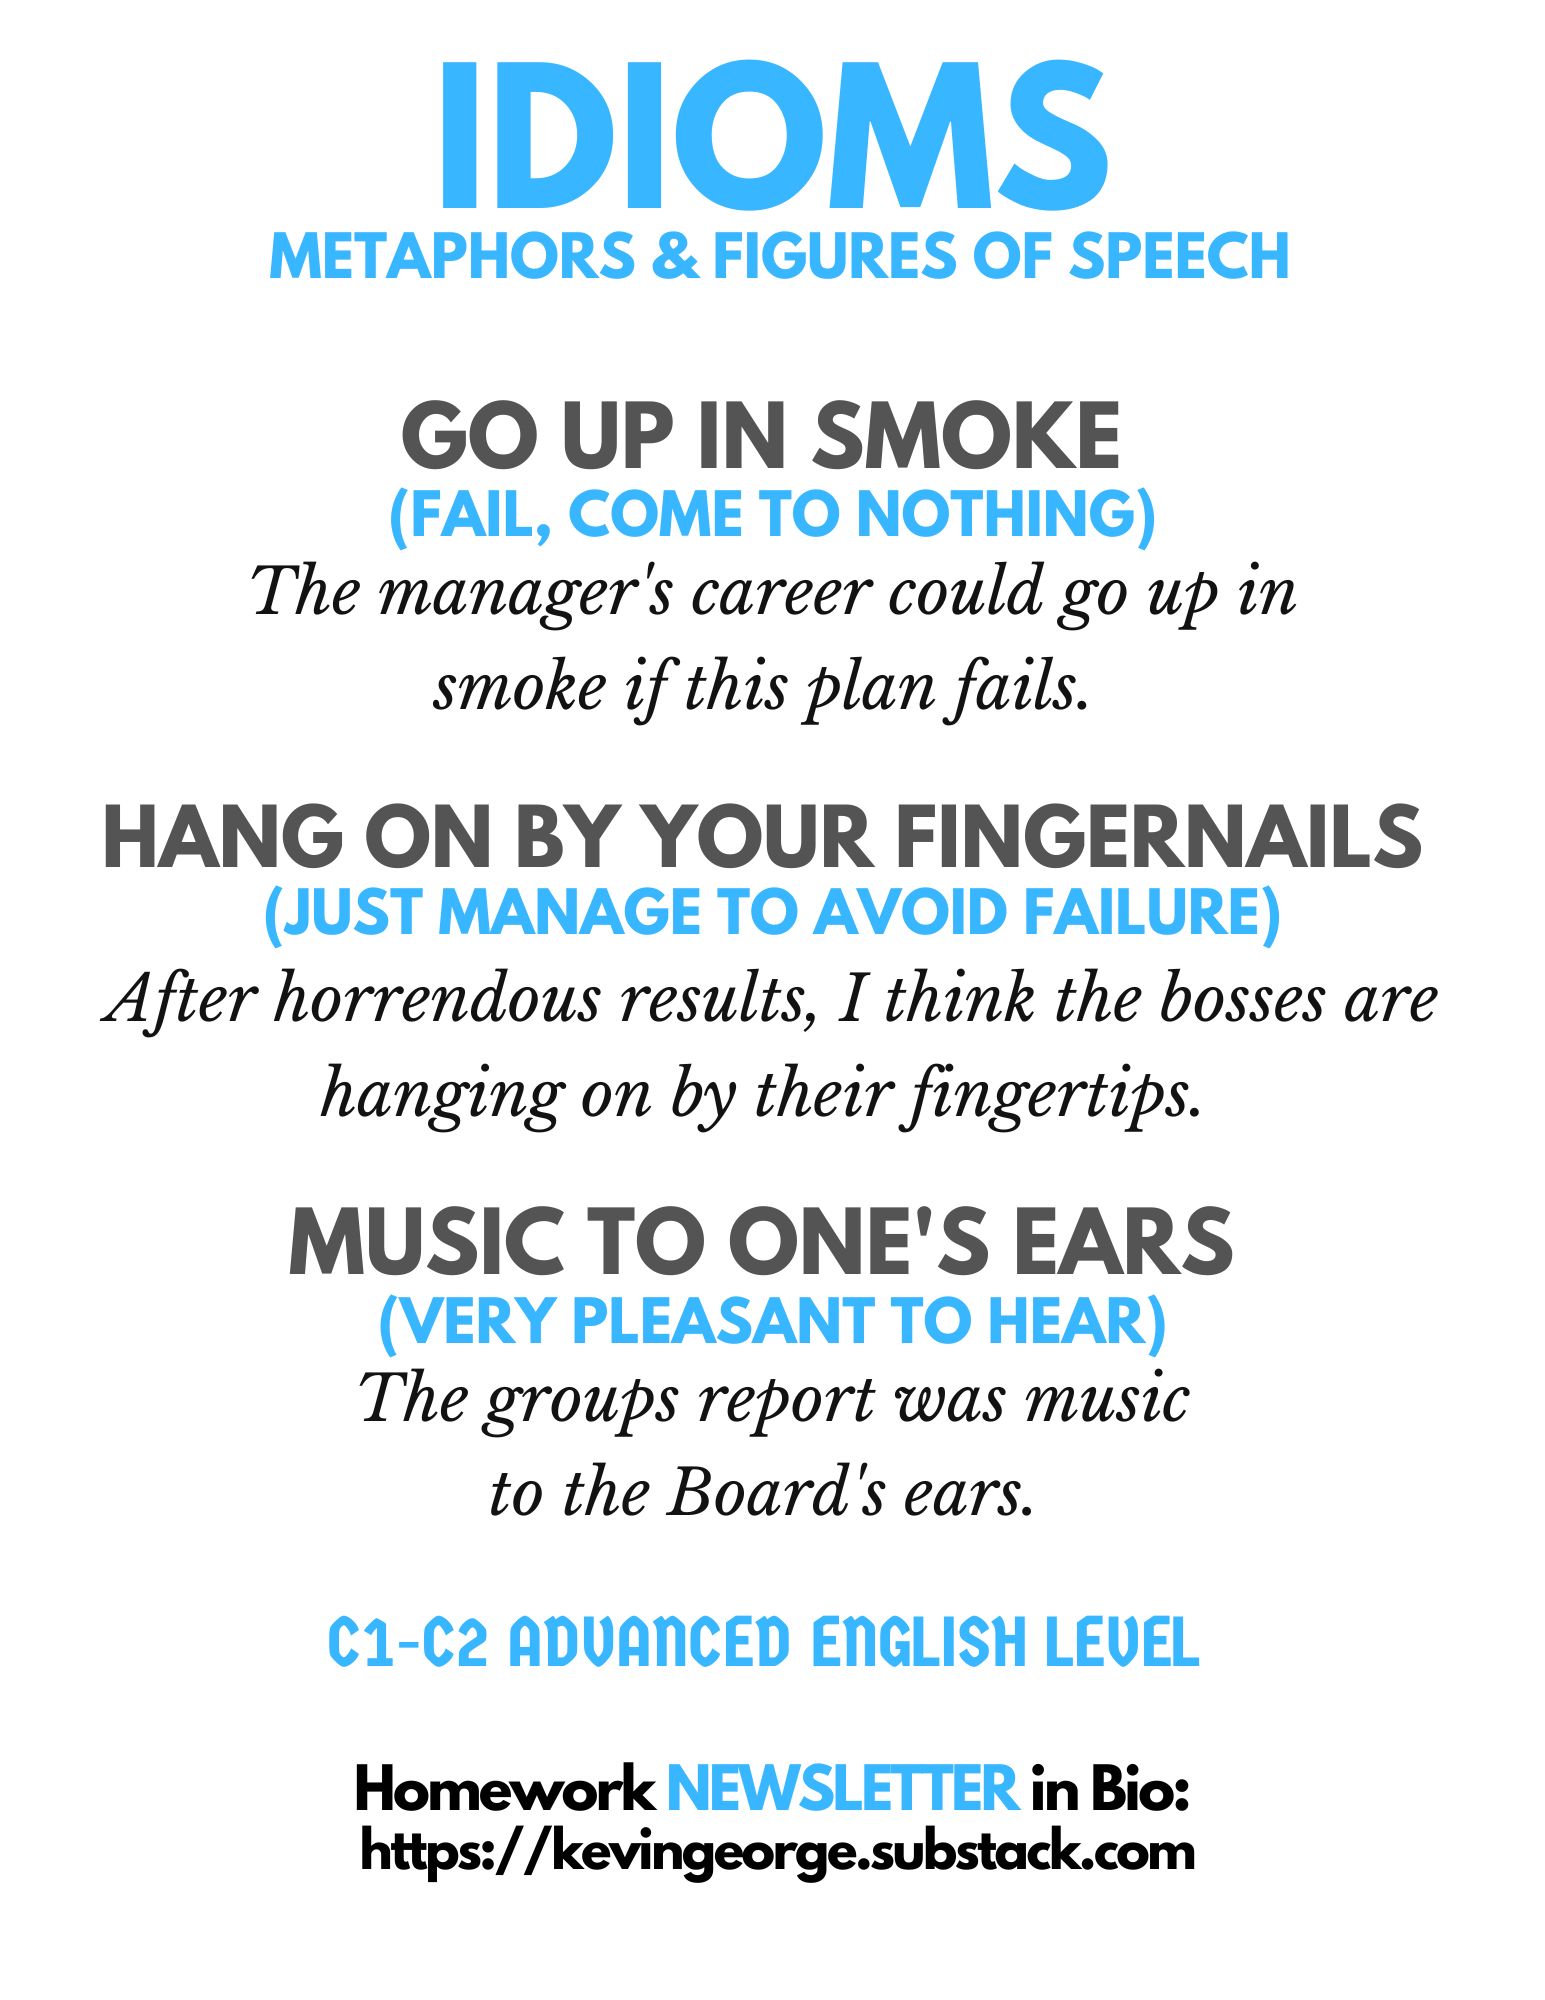 IDIOMS
METAPHORS & FIGURES OF SPEECH
GO UP IN SMOKE
(FAIL, COME TO NOTHING)
The manager's career could go up in
smoke if this plan fails.
HANG ON BY YOUR FINGERNAILS
(JUST MANAGE TO AVOID FAILURE)
After horrendous results, I think the bosses are
hanging on by their fingertips.
MUSIC TO ONE'S EARS
(VERY PLEASANT TO HEAR)
The groups report was music
to the Board's ears.
C1-C2 ADVANCED ENGLISH LEVEL
Homework NEWSLETTER in Bio:
https://kevingeorge.substack.com